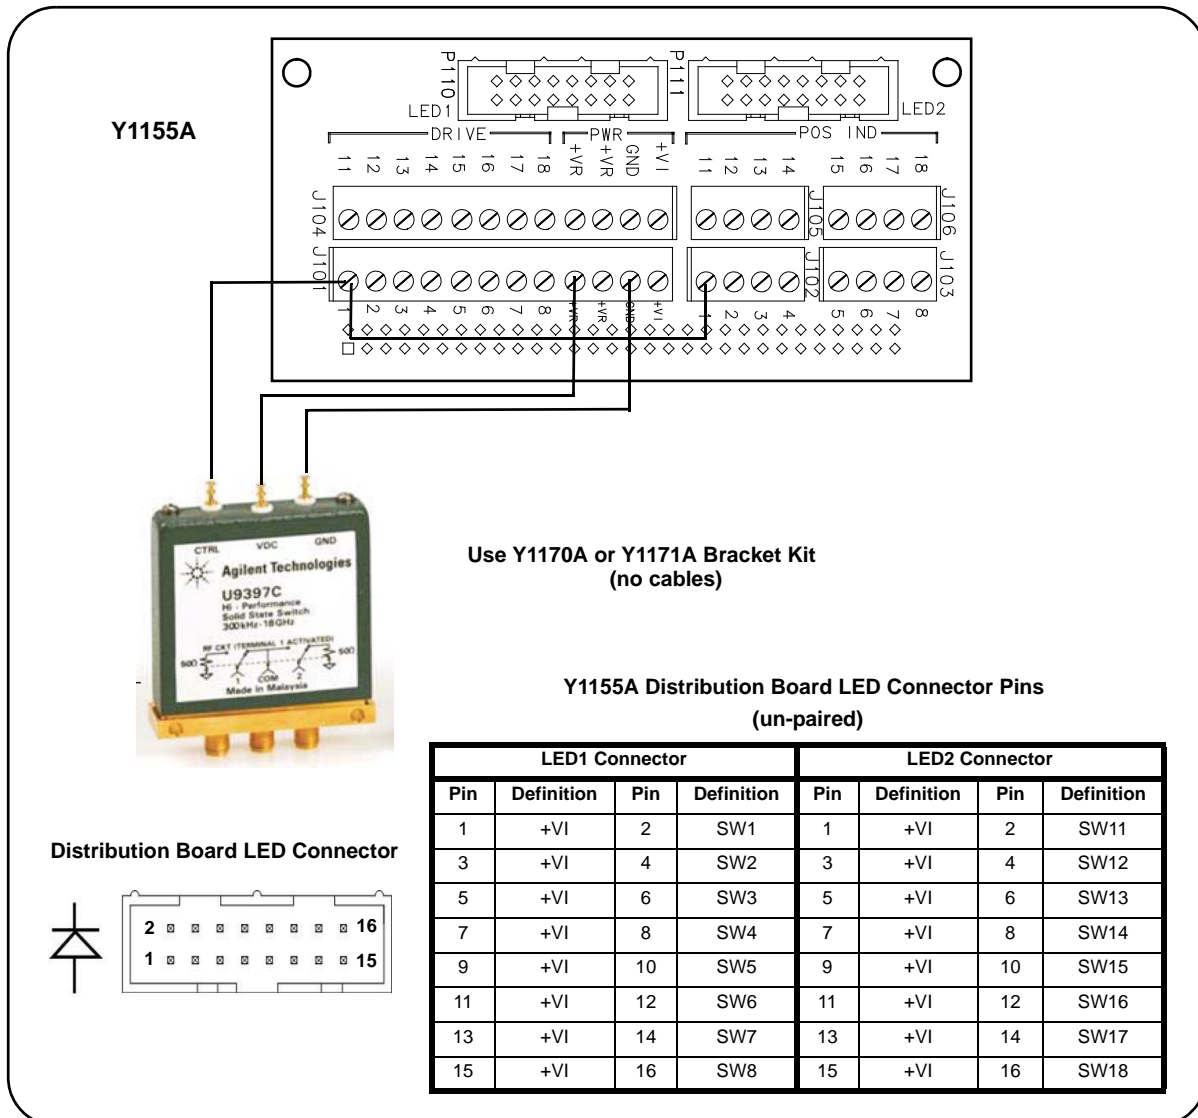 Y1155A
P110
P111
LED1
LED2
DRIVE
PWR
POS IND
11 12 13 14 15 16 17 18 +VR +VR GND +VI
11 12 13 14
15 16 17 18
J104
J105
J106
J101
J102
J103
1 2 3 4 5 6 7 8 +VR +VR GND +VI
1 2 3 4
5 6 7 8
CTRL VDC GND
Agilent Technologies
U9397C
Hi - Performance
Solid State Switch
300kHz - 18GHz
RF CKT (TERMINAL 1 ACTIVATED)
50Ω 50Ω
1 COM 2
Made in Malaysia
Use Y1170A or Y1171A Bracket Kit
(no cables)
Y1155A Distribution Board LED Connector Pins
(un-paired)
LED1 Connector LED2 Connector
Pin Definition Pin Definition Pin Definition Pin Definition
1 +VI 2 SW1 1 +VI 2 SW11
3 +VI 4 SW2 3 +VI 4 SW12
5 +VI 6 SW3 5 +VI 6 SW13
7 +VI 8 SW4 7 +VI 8 SW14
9 +VI 10 SW5 9 +VI 10 SW15
11 +VI 12 SW6 11 +VI 12 SW16
13 +VI 14 SW7 13 +VI 14 SW17
15 +VI 16 SW8 15 +VI 16 SW18
Distribution Board LED Connector
2 16
1 15